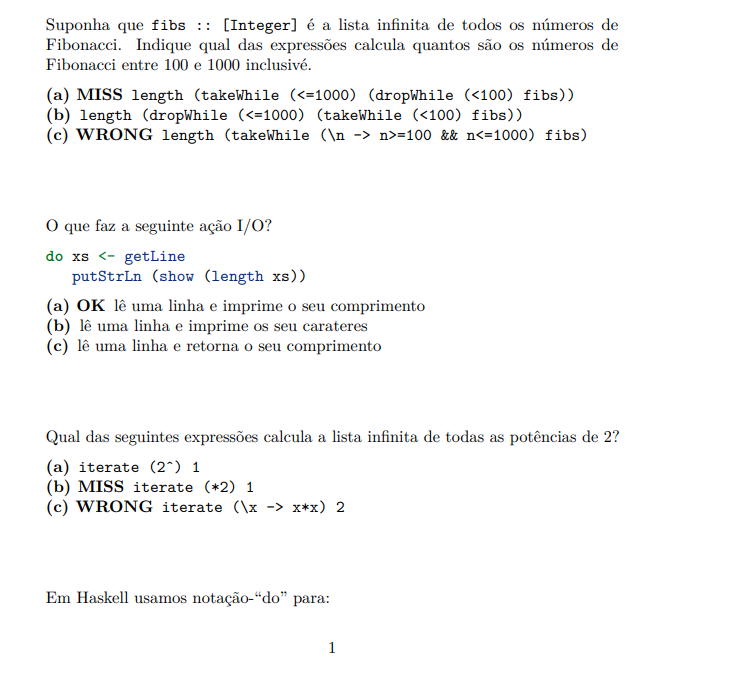 Suponha que fibs :: [Integer] é a lista infinita de todos os números de
Fibonacci. Indique qual das expressões calcula quantos são os números de
Fibonacci entre 100 e 1000 inclusivé.
(a) MISS length (takeWhile (<=1000) (dropWhile (<100) fibs))
(b) length (dropWhile (<=1000) (takeWhile (<100) fibs))
(c) WRONG length (takeWhile (\n -> n>=100 && n<=1000) fibs)
O que faz a seguinte ação I/O?
do xs <- getLine
putStrLn (show (length xs))
(a) OK lê uma linha e imprime o seu comprimento
(b) lê uma linha e imprime os seu carateres
(c) lê uma linha e retorna o seu comprimento
Qual das seguintes expressões calcula a lista infinita de todas as potências de 2?
(a) iterate (2^) 1
(b) MISS iterate (*2) 1
(c) WRONG iterate (\x -> x*x) 2
Em Haskell usamos notação-“do” para:
1